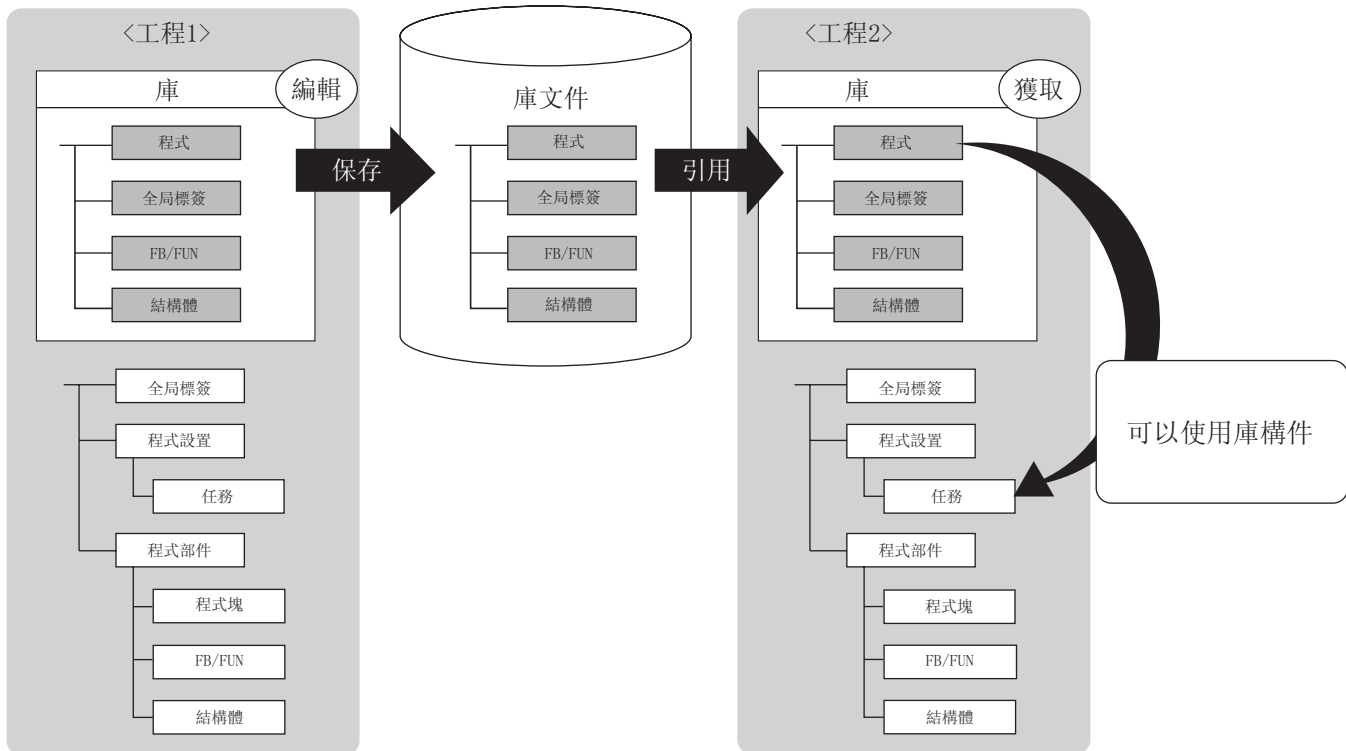 <工程1>
庫
編輯
程式
全局標簽
FB/FUN
結構體
全局標簽
程式設置
任務
程式部件
程式塊
FB/FUN
結構體
保存
庫文件
程式
全局標簽
FB/FUN
結構體
引用
<工程2>
庫
獲取
程式
全局標簽
FB/FUN
結構體
全局標簽
程式設置
任務
程式部件
程式塊
FB/FUN
結構體
可以使用庫構件